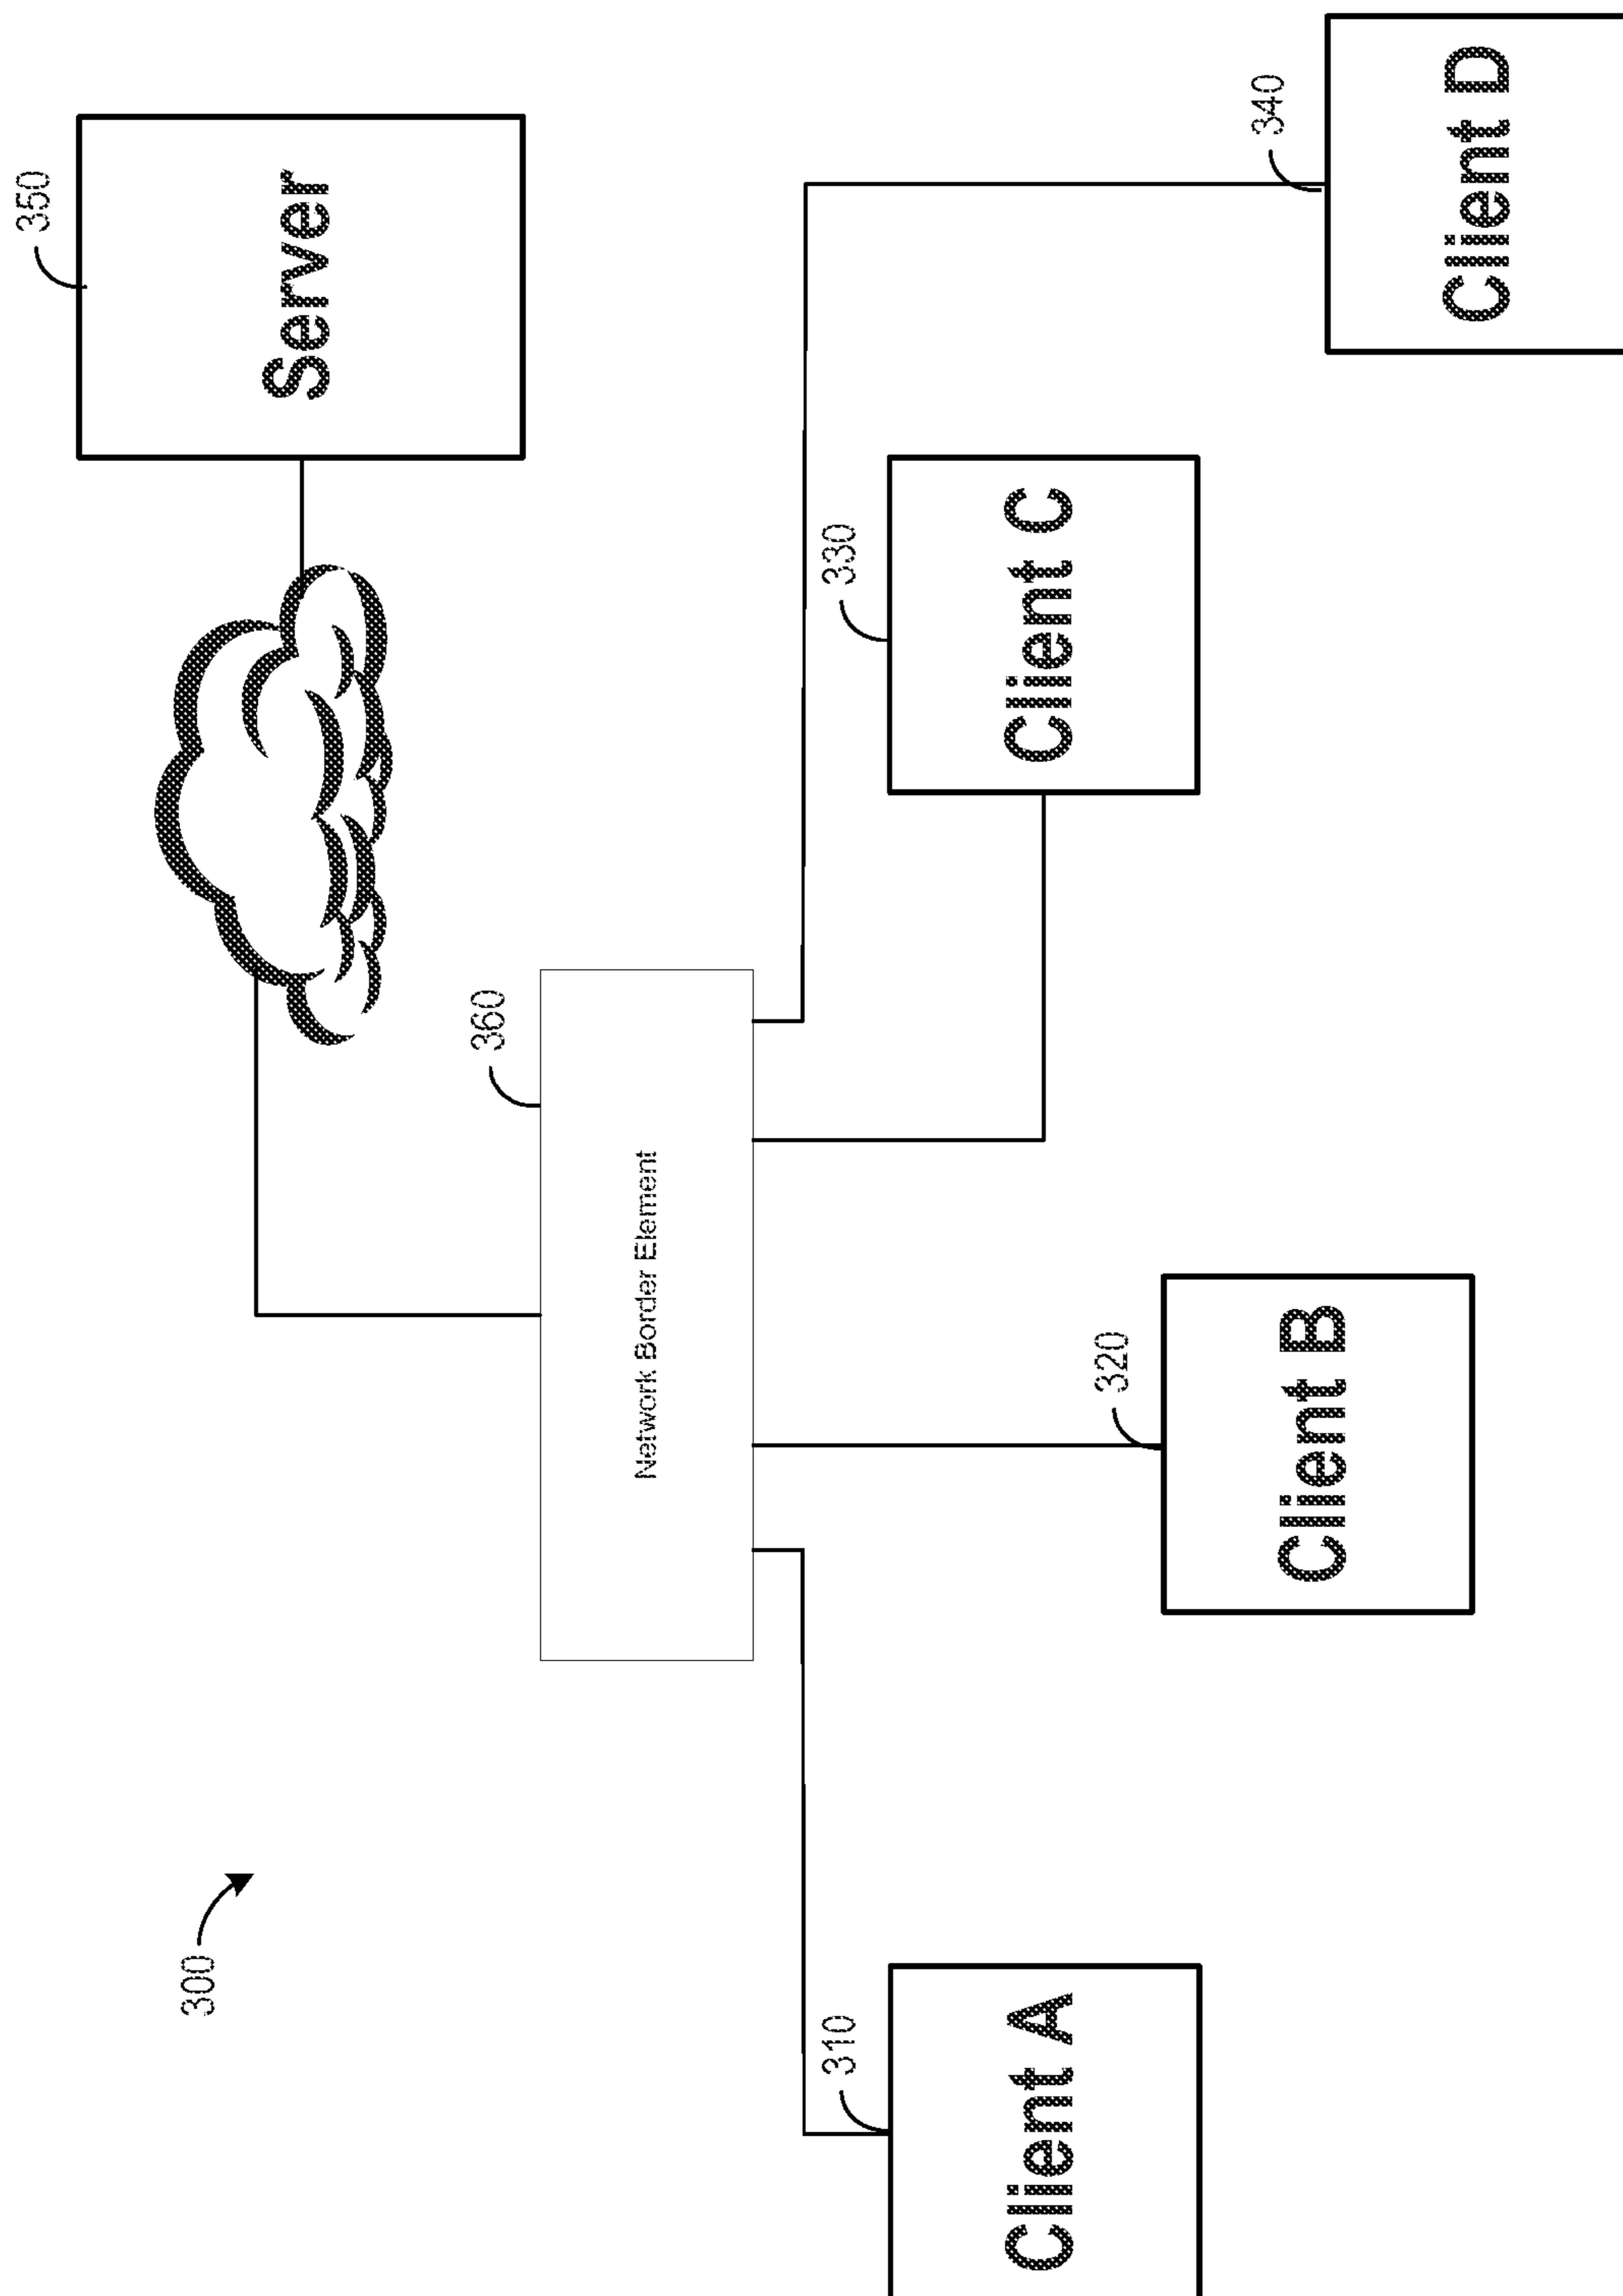 300
350
Server
360
Network Border Element
310
Client A
320
Client B
330
Client C
340
Client D